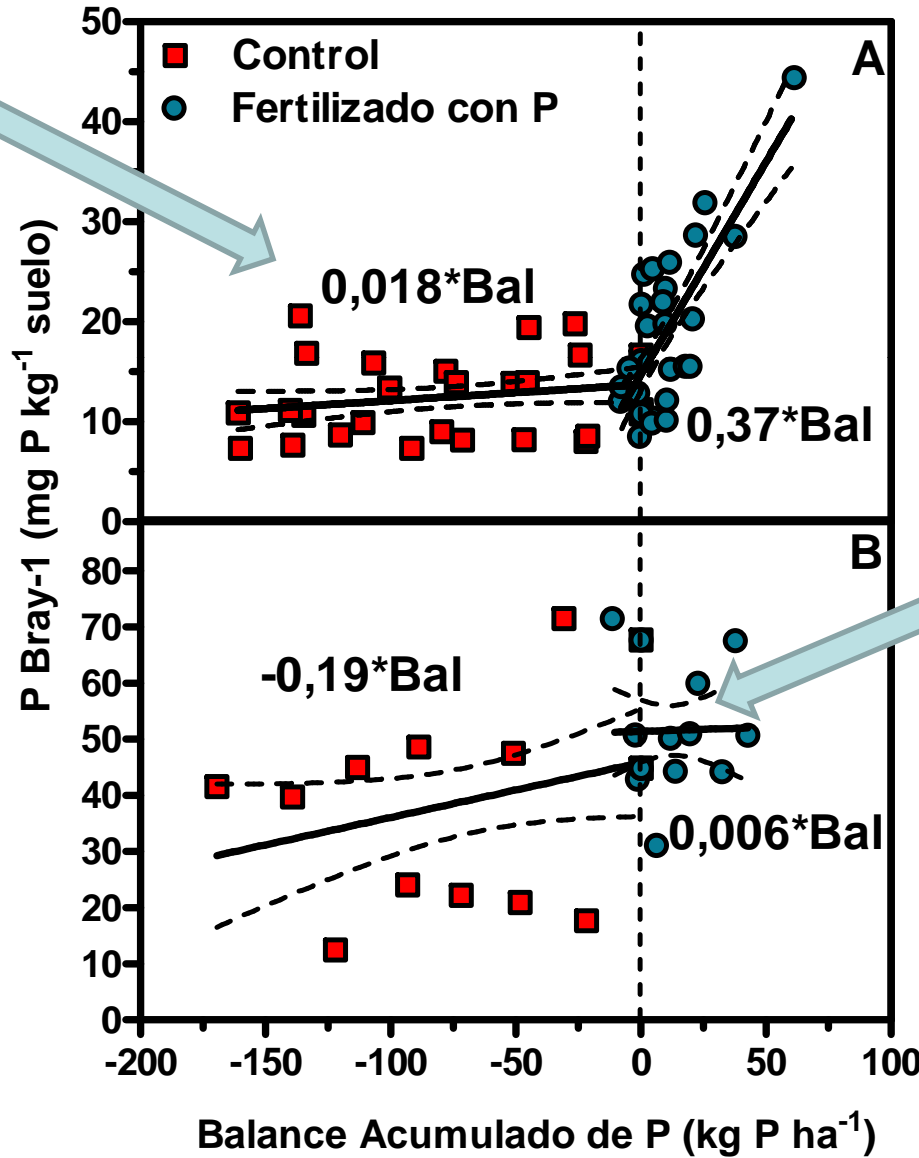 50
Control
A
Fertilizado con P
40
30
0,018*Bal
20
10
0,37*Bal
0
P Bray-1 (mg P kg⁻¹ suelo)
B
80
70
-0,19*Bal
60
50
40
0,006*Bal
30
20
10
0
-200 -150 -100 -50 0 50 100
Balance Acumulado de P (kg P ha⁻¹)